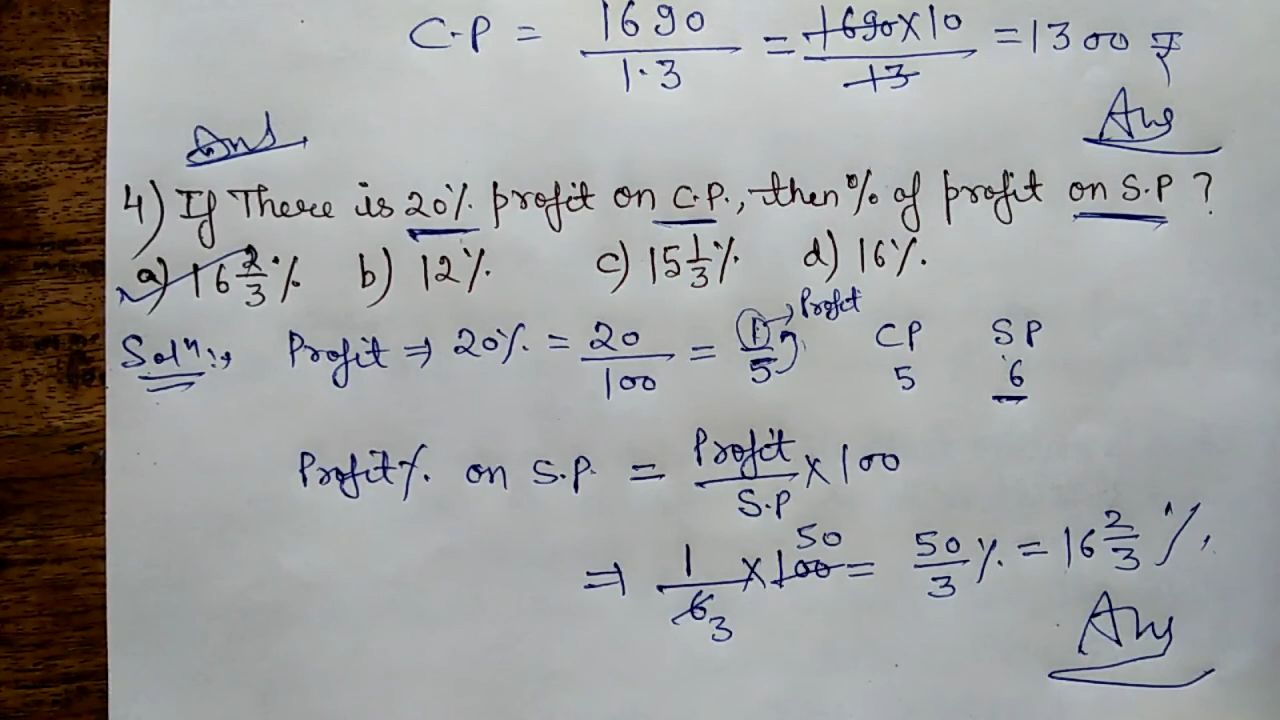 C.P = 1690/1.3 = 1690×10/13 = 1300 ₹
Ans
Ans
4) If There is 20% profit on C.P., then % of profit on S.P ?
a) 16 2/3 % b) 12% c) 15 1/3 % d) 16%.
Solⁿ:→ Profit ⇒ 20% = 20/100 = 1/5 → Profit CP SP
5 6
Profit% on S.P. = Profit/S.P × 100
⇒ 1/6 × 100 = 50/3 % = 16 2/3 %.
50
3
Ans